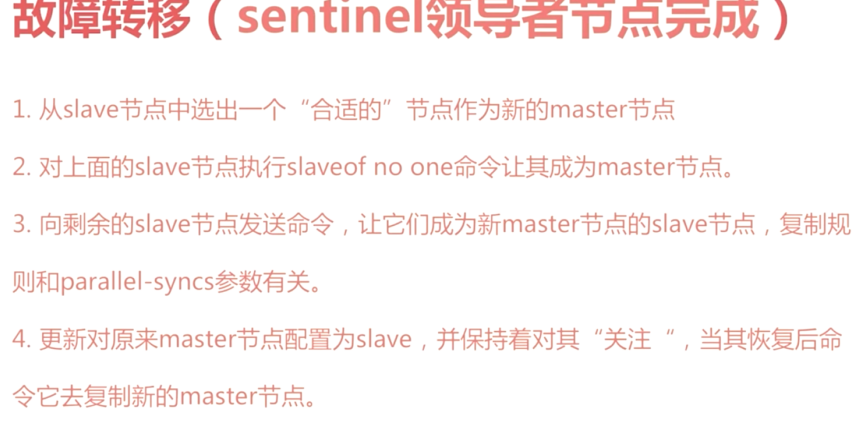 故障转移（sentinel领导者节点完成）
1. 从slave节点中选出一个“合适的”节点作为新的master节点
2. 对上面的slave节点执行slaveof no one命令让其成为master节点。
3. 向剩余的slave节点发送命令，让它们成为新master节点的slave节点，复制规
则和parallel-syncs参数有关。
4. 更新对原来master节点配置为slave，并保持着对其“关注“，当其恢复后命
令它去复制新的master节点。